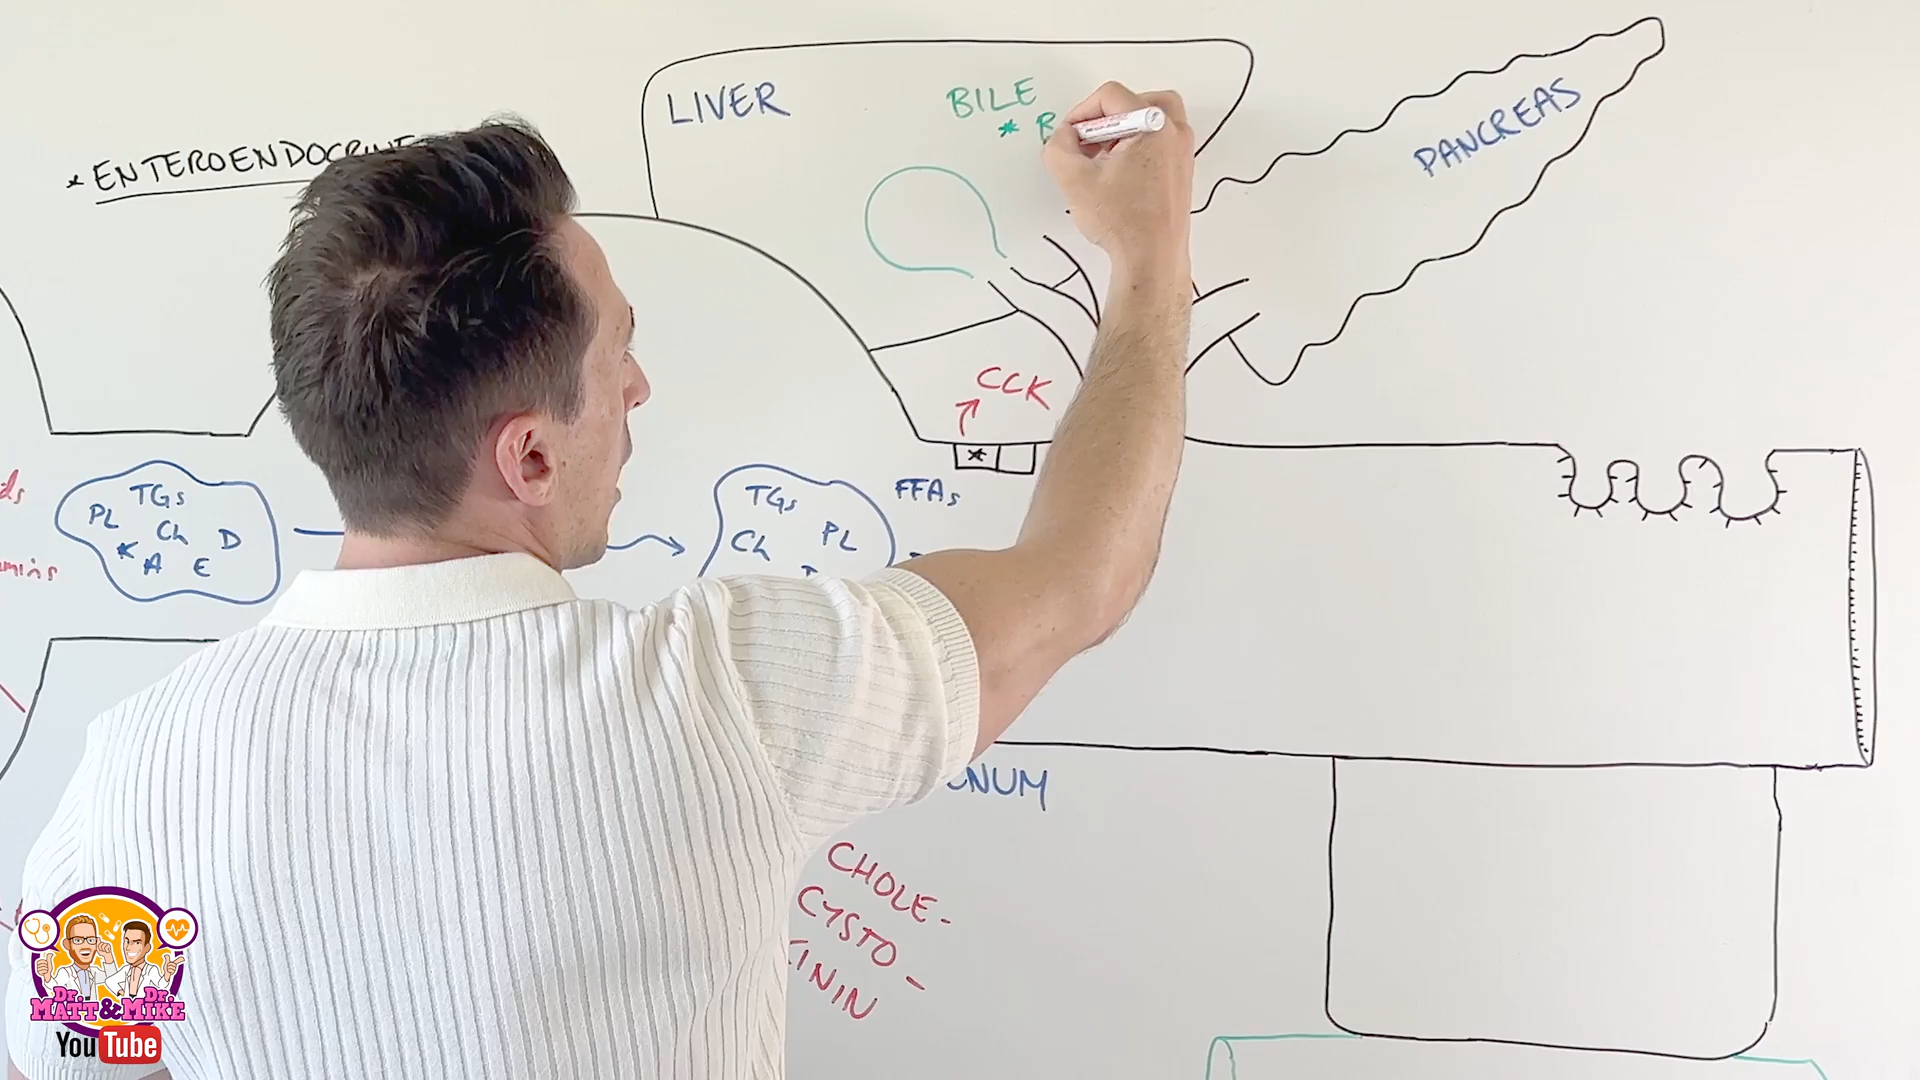 LIVER
BILE
* B
PANCREAS
* ENTEROENDOCRINE
CCK
*
TGs
PL
Ch
D
K
A
E
TGs
FFAs
Ch
PL
CHOLE-
CYSTO-
KININ
Dr. Dr.
MATT & MIKE
YouTube